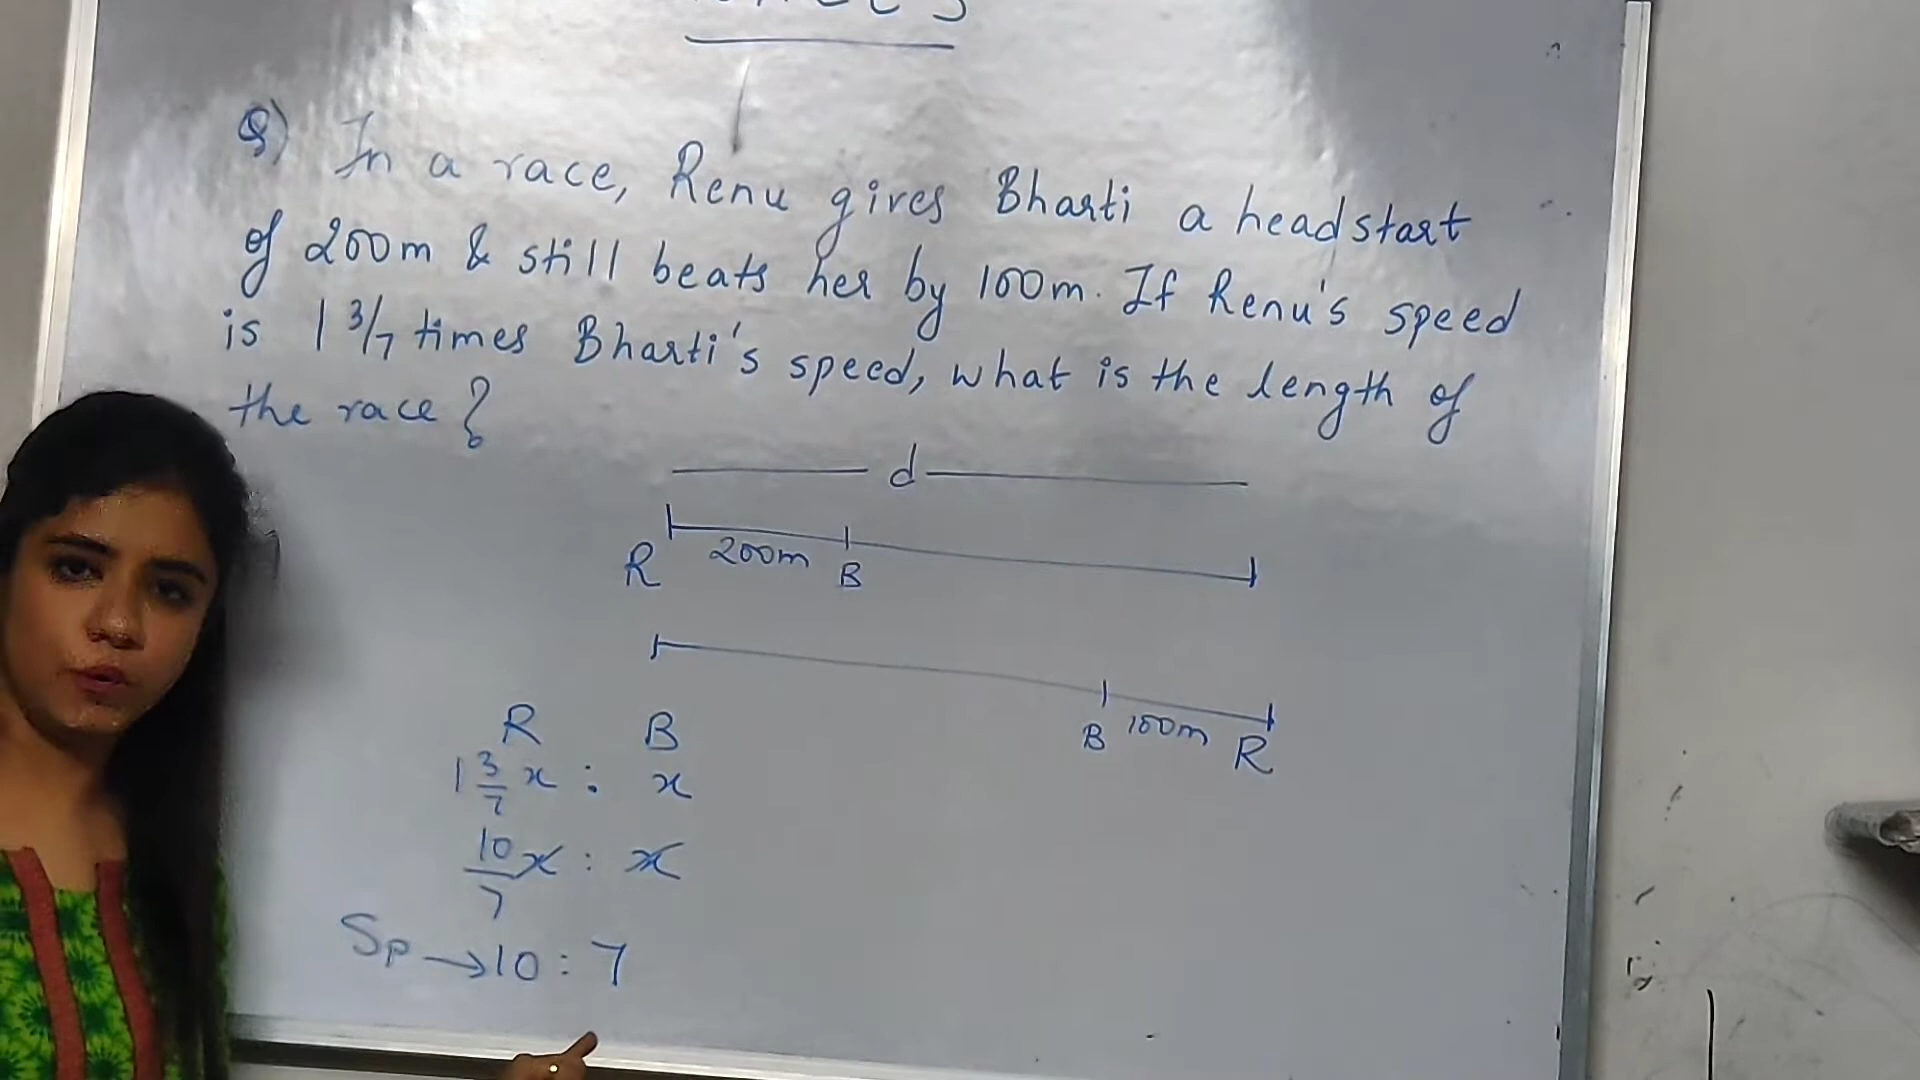 Q) In a race, Renu gives Bharti a headstart
of 200m & still beats her by 100m. If Renu's speed
is 1 3/7 times Bharti's speed, what is the length of
the race?
d
R 200m B
B 100m R
R B
1 3/7 x : x
10/7 x : x
Sp → 10 : 7